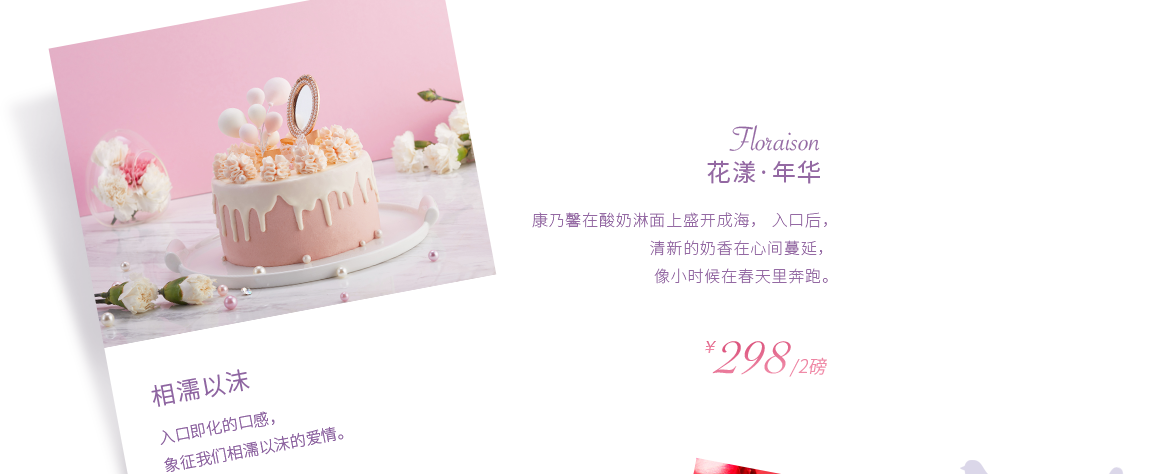 Floraison
花漾·年华
康乃馨在酸奶淋面上盛开成海， 入口后，
清新的奶香在心间蔓延，
像小时候在春天里奔跑。
¥298/2磅
相濡以沫
入口即化的口感，
象征我们相濡以沫的爱情。